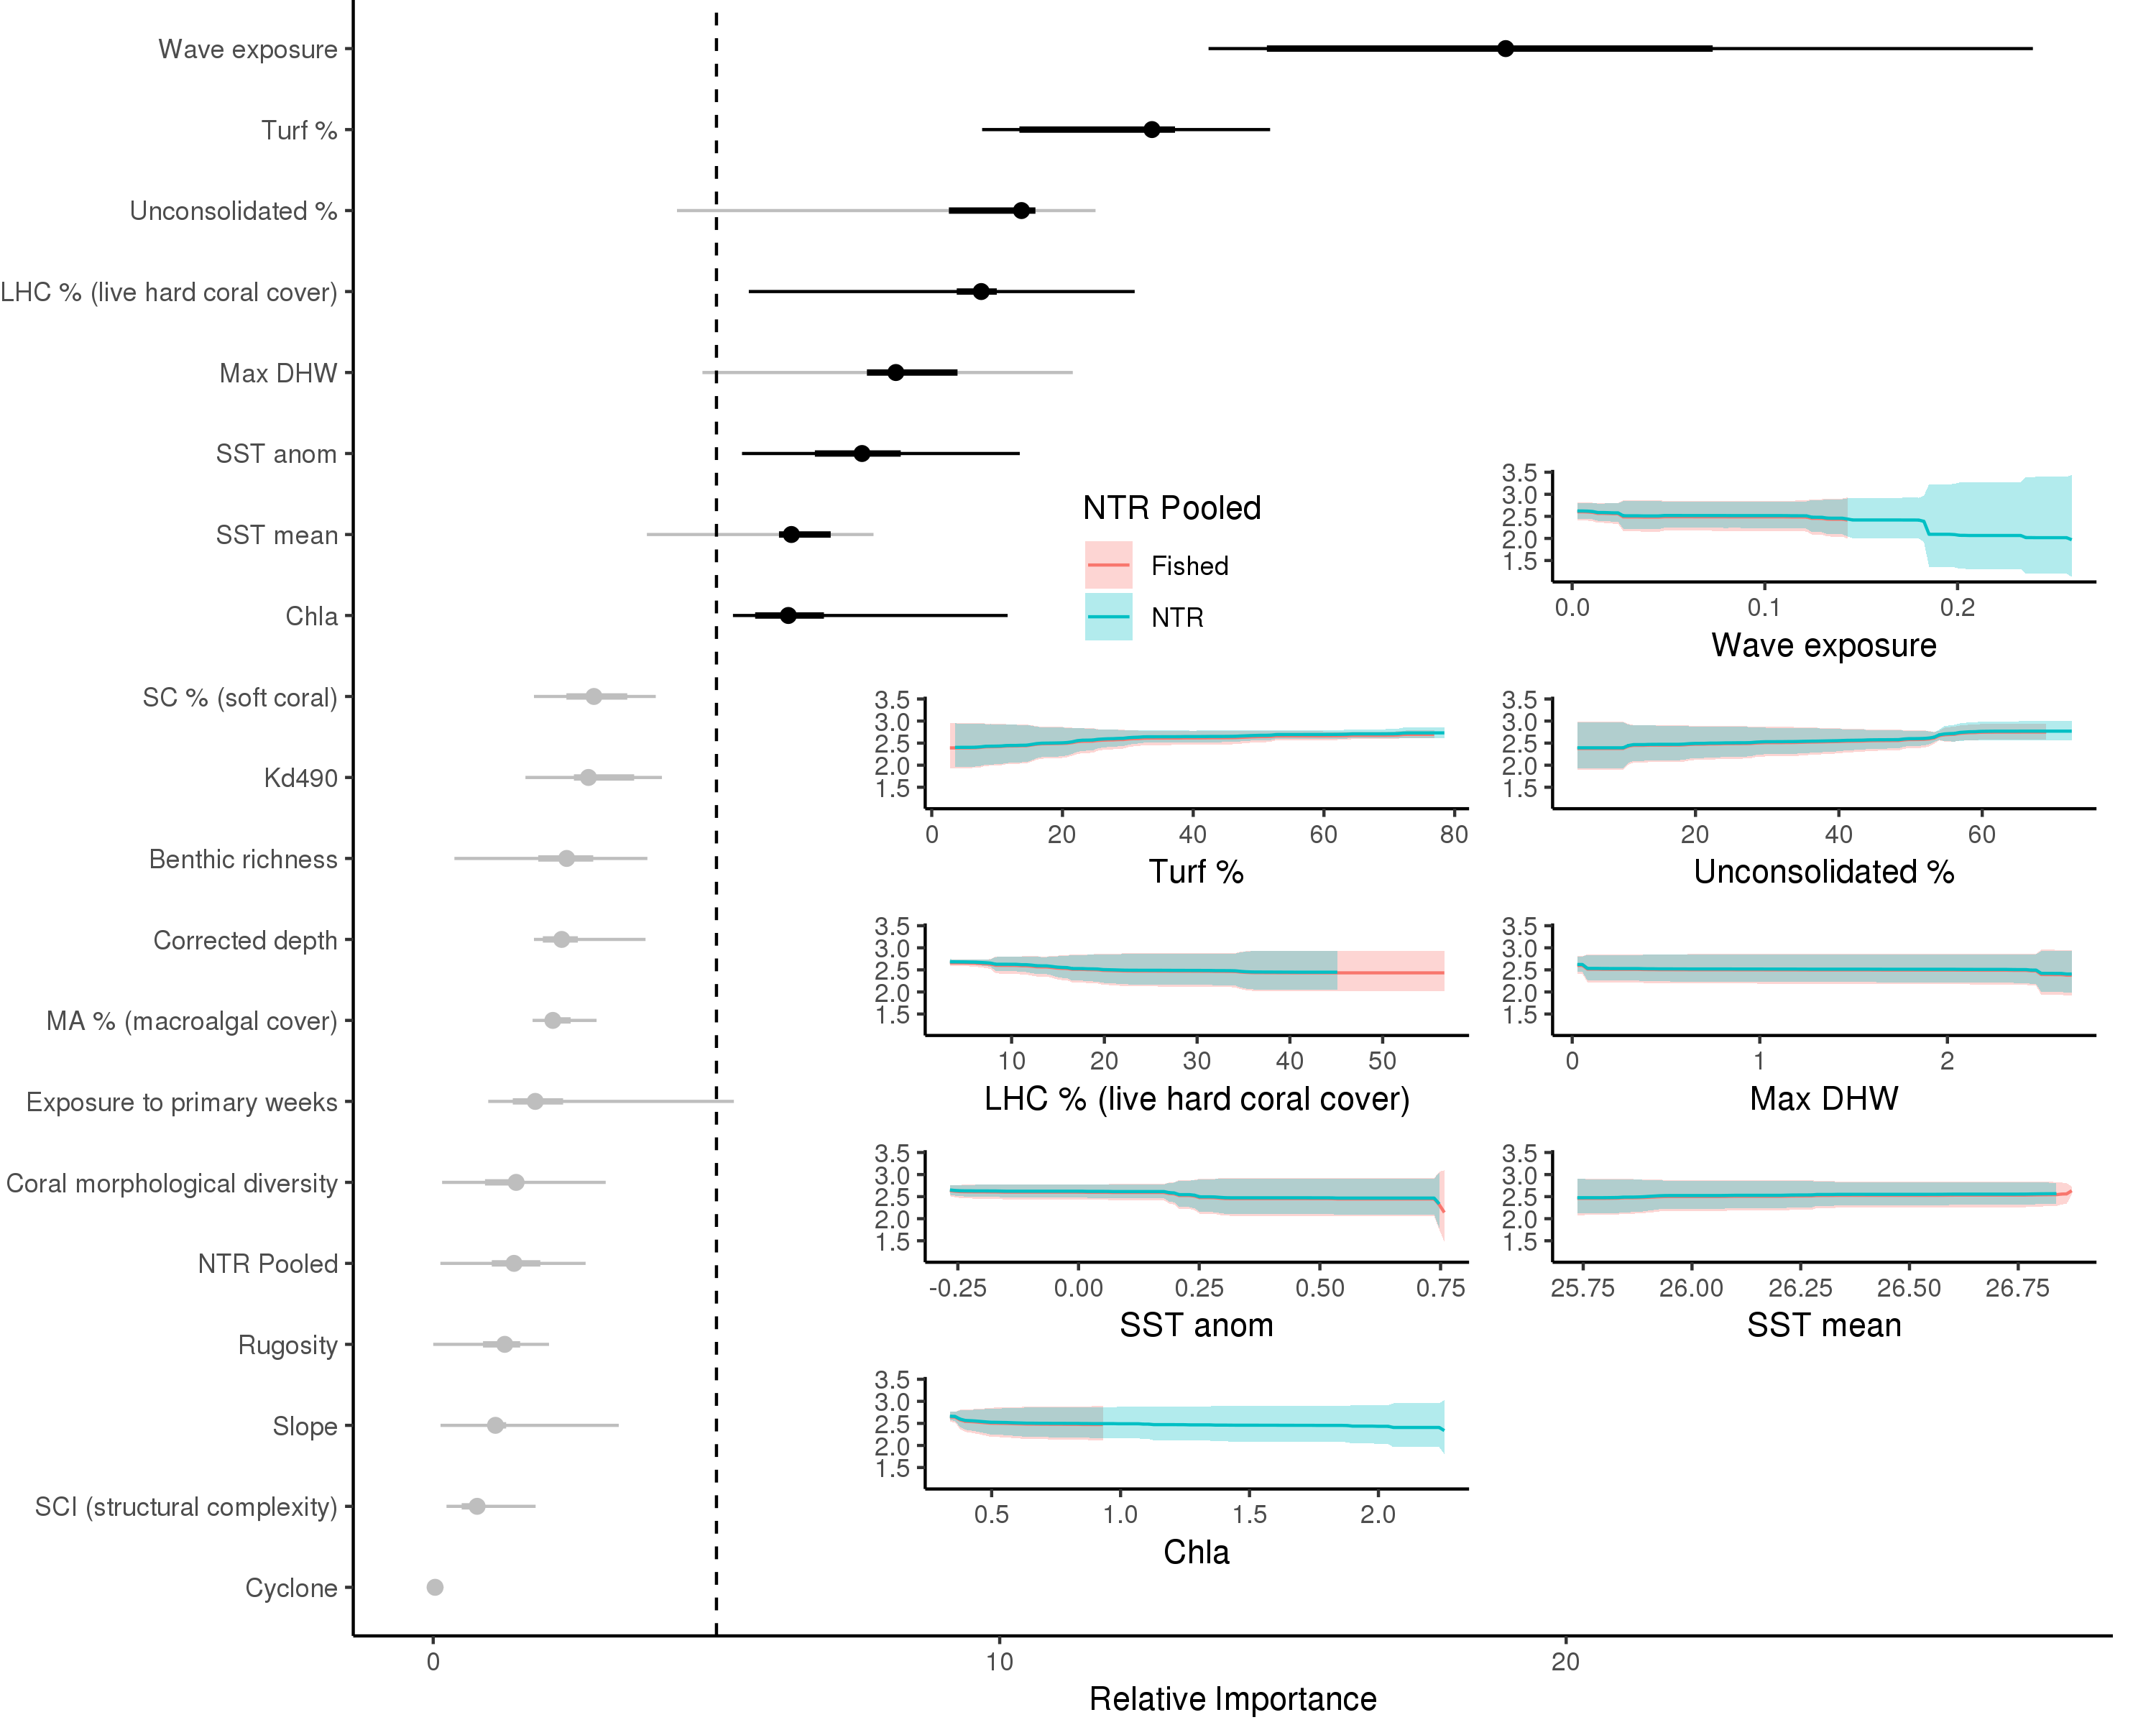 Wave exposure
Turf %
Unconsolidated %
LHC % (live hard coral cover)
Max DHW
SST anom
SST mean
Chla
SC % (soft coral)
Kd490
Benthic richness
Corrected depth
MA % (macroalgal cover)
Exposure to primary weeks
Coral morphological diversity
NTR Pooled
Rugosity
Slope
SCI (structural complexity)
Cyclone
0 10 20
Relative Importance
NTR Pooled
Fished
NTR
3.5
3.0
2.5
2.0
1.5
0.0 0.1 0.2
Wave exposure
3.5
3.0
2.5
2.0
1.5
0 20 40 60 80
Turf %
3.5
3.0
2.5
2.0
1.5
20 40 60
Unconsolidated %
3.5
3.0
2.5
2.0
1.5
10 20 30 40 50
LHC % (live hard coral cover)
3.5
3.0
2.5
2.0
1.5
0 1 2
Max DHW
3.5
3.0
2.5
2.0
1.5
-0.25 0.00 0.25 0.50 0.75
SST anom
3.5
3.0
2.5
2.0
1.5
25.75 26.00 26.25 26.50 26.75
SST mean
3.5
3.0
2.5
2.0
1.5
0.5 1.0 1.5 2.0
Chla